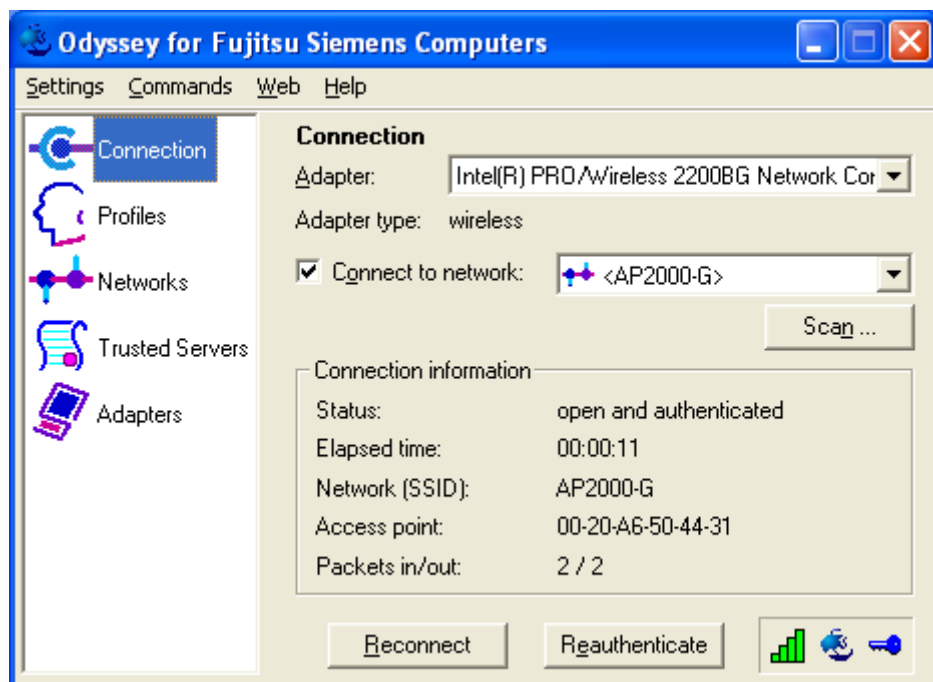 Odyssey for Fujitsu Siemens Computers
Settings Commands Web Help
Connection
Profiles
Networks
Trusted Servers
Adapters
Connection
Adapter: Intel(R) PRO/Wireless 2200BG Network Cor
Adapter type: wireless
Connect to network: <AP2000-G>
Scan ...
Connection information
Status: open and authenticated
Elapsed time: 00:00:11
Network (SSID): AP2000-G
Access point: 00-20-A6-50-44-31
Packets in/out: 2 / 2
Reconnect Reauthenticate